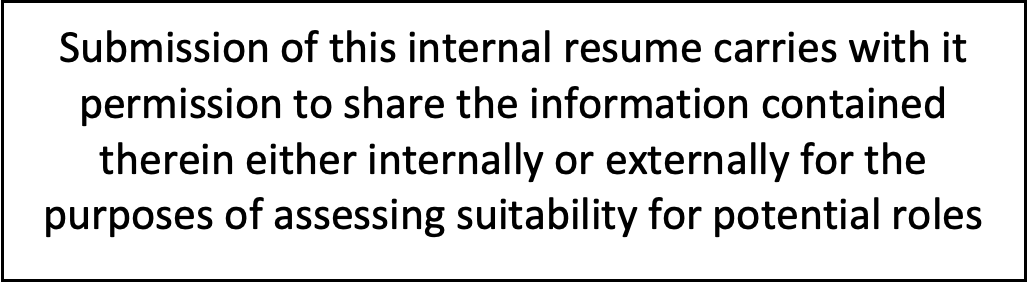 Submission of this internal resume carries with it
permission to share the information contained
therein either internally or externally for the
purposes of assessing suitability for potential roles